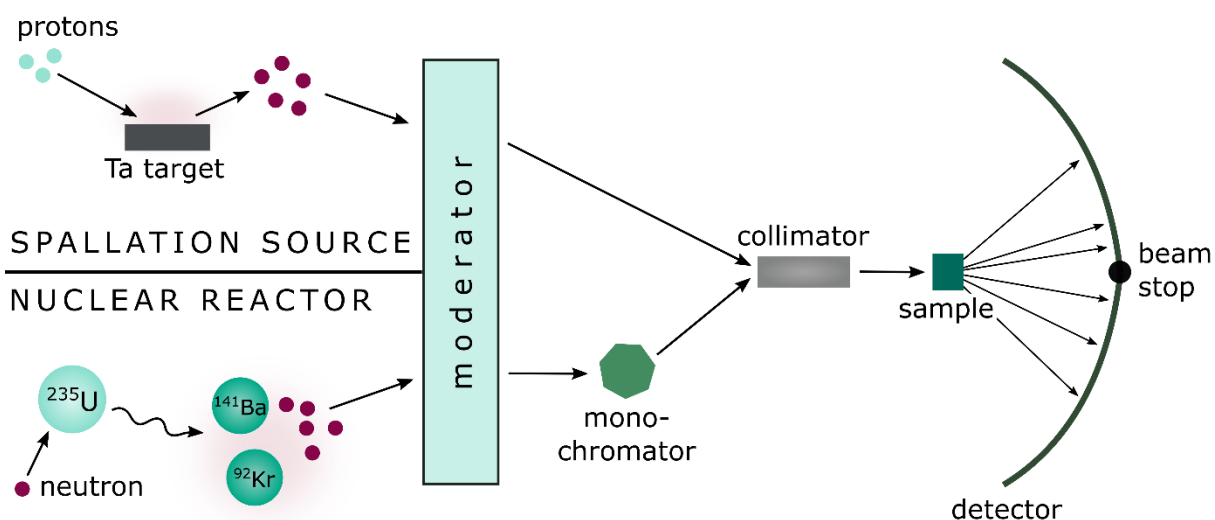 protons
Ta target
SPALLATION SOURCE
NUCLEAR REACTOR
²³⁵U
¹⁴¹Ba
⁹²Kr
neutron
moderator
mono-
chromator
collimator
sample
beam
stop
detector